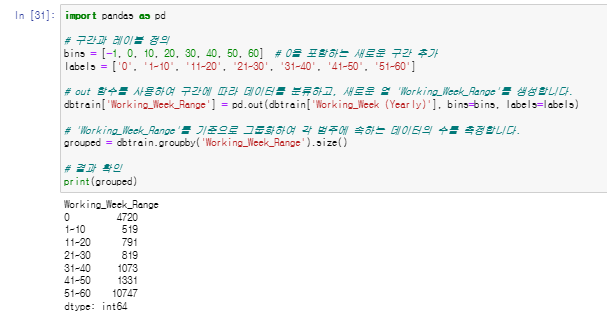 In [31]: import pandas as pd
# 구간과 레이블 정의
bins = [-1, 0, 10, 20, 30, 40, 50, 60]  # 0을 포함하는 새로운 구간 추가
labels = ['0', '1-10', '11-20', '21-30', '31-40', '41-50', '51-60']
# cut 함수를 사용하여 구간에 따라 데이터를 분류하고, 새로운 열 'Working_Week_Range'를 생성합니다.
dbtrain['Working_Week_Range'] = pd.cut(dbtrain['Working_Week (Yearly)'], bins=bins, labels=labels)
# 'Working_Week_Range'를 기준으로 그룹화하여 각 범주에 속하는 데이터의 수를 측정합니다.
grouped = dbtrain.groupby('Working_Week_Range').size()
# 결과 확인
print(grouped)
Working_Week_Range
0         4720
1-10       519
11-20      791
21-30      819
31-40     1073
41-50     1331
51-60    10747
dtype: int64